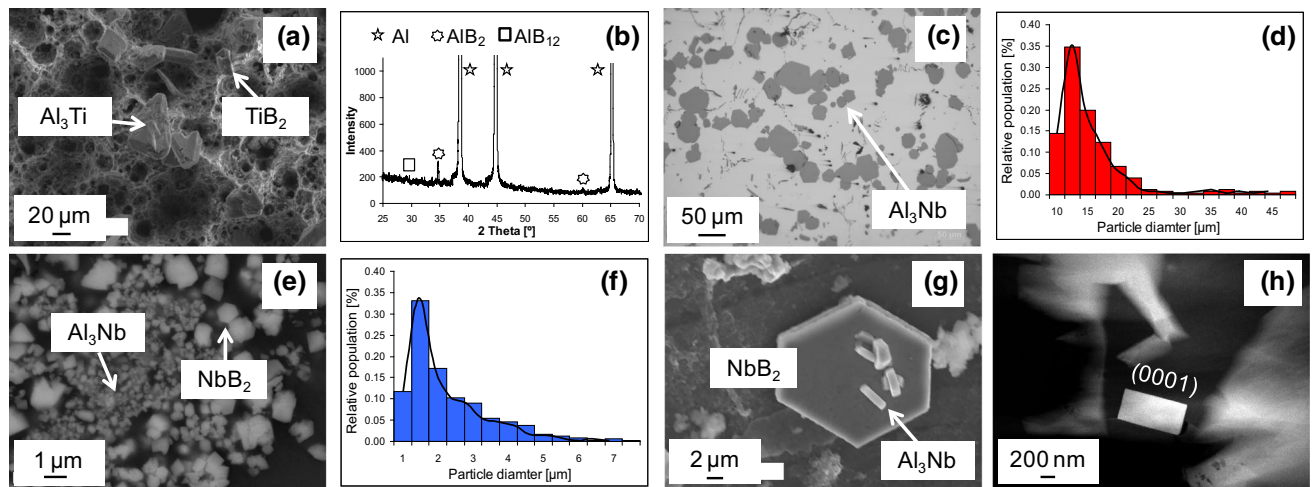 (a)
Al₃Ti
TiB₂
20 µm
(b)
Al AlB₂ AlB₁₂
Intensity
1000
800
600
400
200
0
25 30 35 40 45 50 55 60 65 70
2 Theta [º]
(c)
Al₃Nb
50 µm
50 µm
(d)
Relative population [%]
0.40
0.35
0.30
0.25
0.20
0.15
0.10
0.05
0.00
10 15 20 25 30 35 40 45
Particle diamter [µm]
(e)
Al₃Nb
NbB₂
1 µm
(f)
Relative population [%]
0.40
0.35
0.30
0.25
0.20
0.15
0.10
0.05
0.00
1 2 3 4 5 6 7
Particle diamter [µm]
(g)
NbB₂
Al₃Nb
2 µm
(h)
(0001)
200 nm